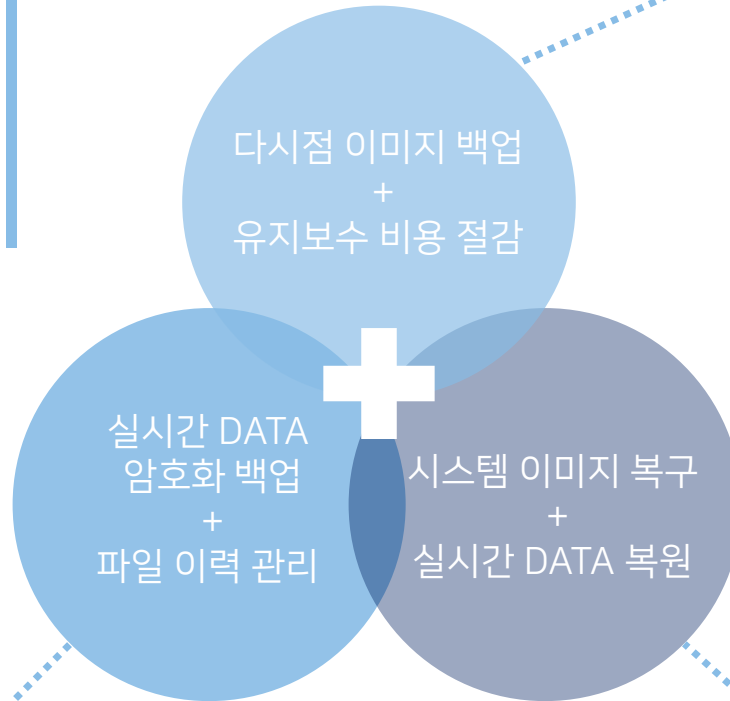 다시점 이미지 백업
+
유지보수 비용 절감
실시간 DATA
암호화 백업
+
파일 이력 관리
시스템 이미지 복구
+
실시간 DATA 복원